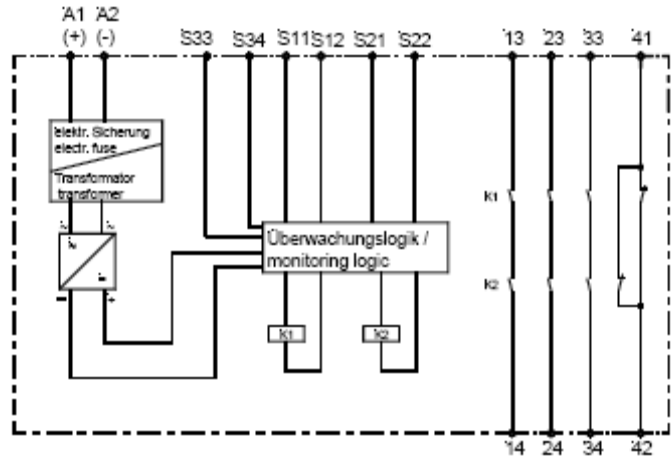 A1 A2
(+) (-)
S33 S34 S11 S12 S21 S22 13 23 33 41
elektr. Sicherung
electr. fuse
Transformator
transformer
Überwachungslogik /
monitoring logic
K1
K2
K1 K2
- +
14 24 34 42